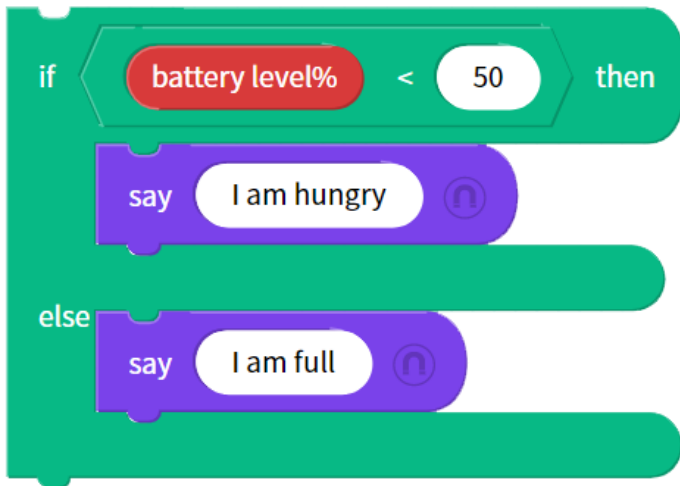 if battery level% < 50 then
say I am hungry
else
say I am full